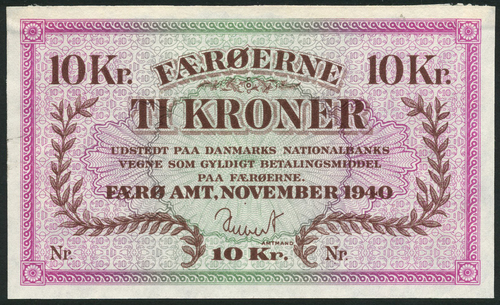 10 Kr. FÆRØERNE 10 Kr.
TI KRONER
UDSTEDT PAA DANMARKS NATIONALBANKS
VEGNE SOM GYLDIGT BETALINGSMIDDEL
PAA FÆRØERNE.
FÆRØ AMT, NOVEMBER 1940
AMTMAND
Nr. 10 Kr. Nr.